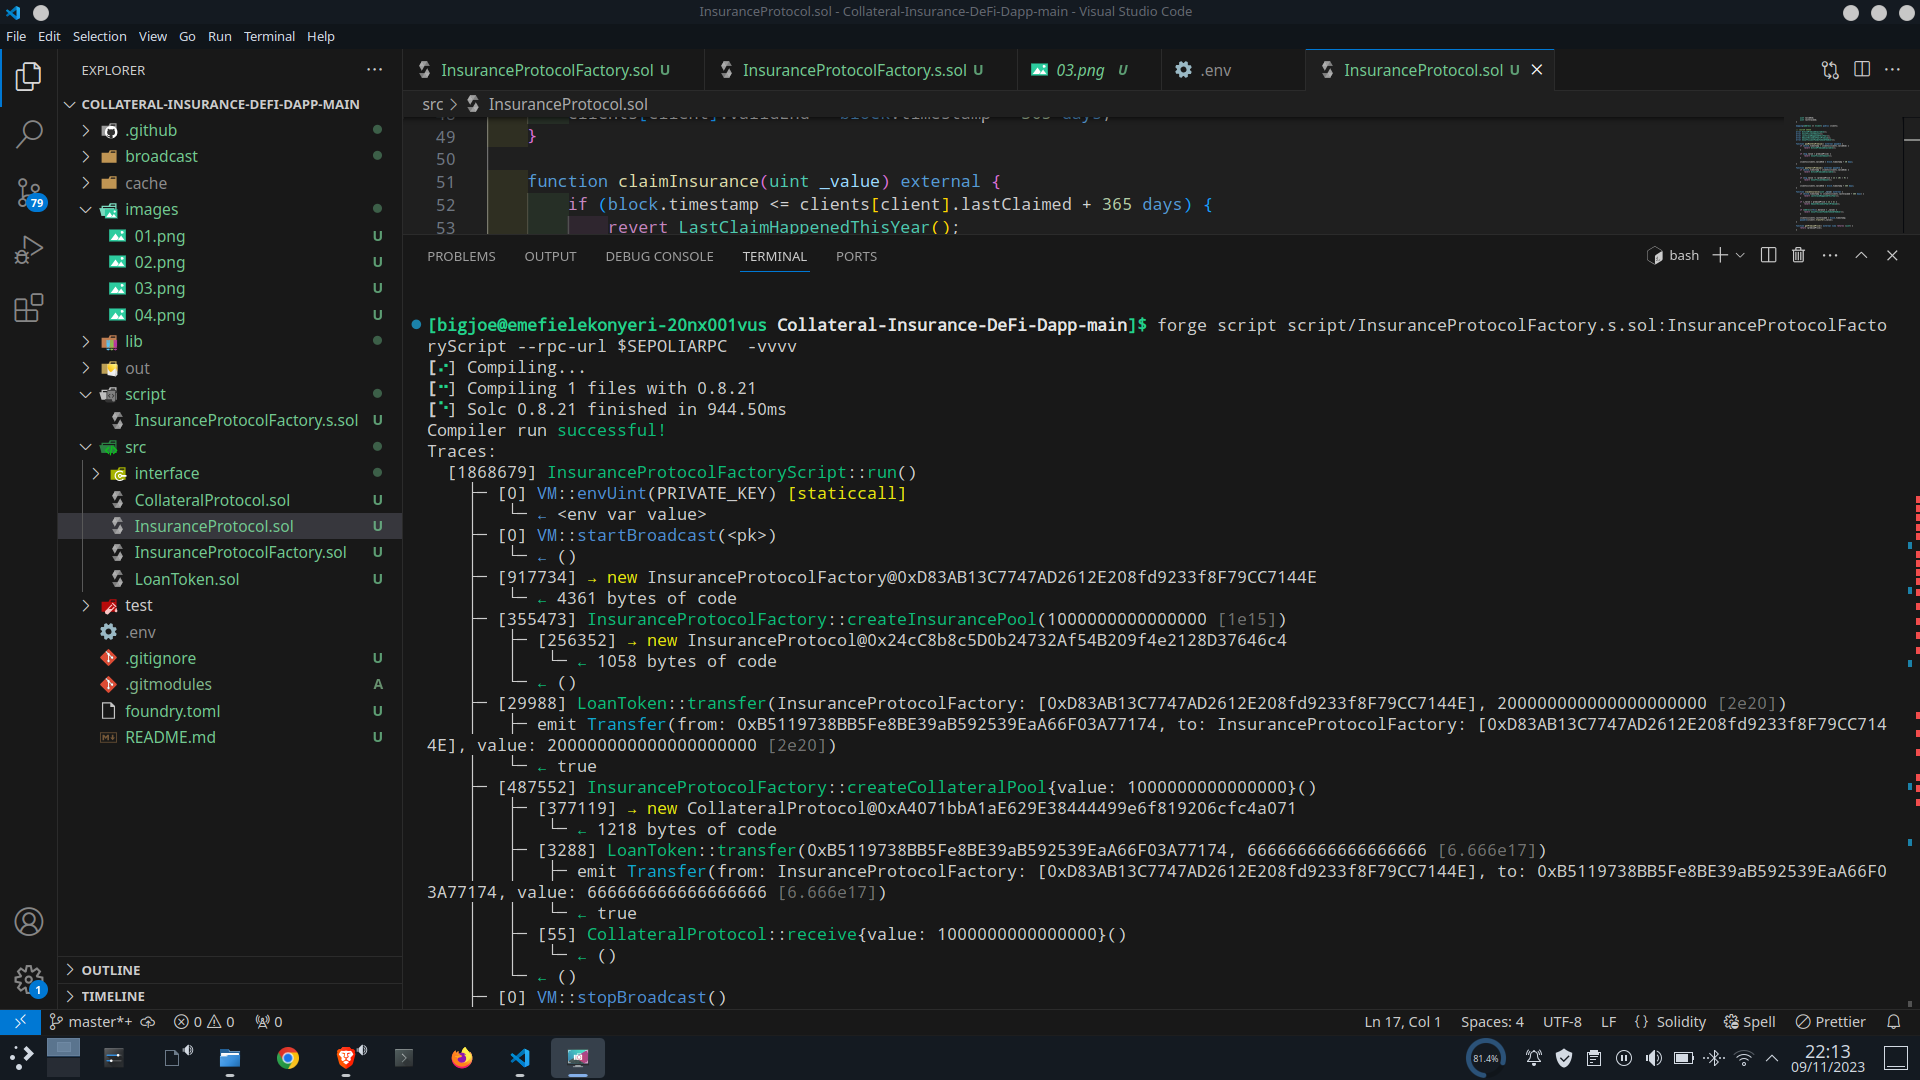 InsuranceProtocol.sol - Collateral-Insurance-DeFi-Dapp-main - Visual Studio Code
File Edit Selection View Go Run Terminal Help
EXPLORER
COLLATERAL-INSURANCE-DEFI-DAPP-MAIN
.github
broadcast
cache
images
01.png U
02.png U
03.png U
04.png U
lib
out
script
InsuranceProtocolFactory.s.sol U
src
interface
CollateralProtocol.sol U
InsuranceProtocol.sol U
InsuranceProtocolFactory.sol U
LoanToken.sol U
test
.env
.gitignore U
.gitmodules A
foundry.toml U
README.md U
OUTLINE
TIMELINE
79
1
InsuranceProtocolFactory.sol U InsuranceProtocolFactory.s.sol U 03.png U .env InsuranceProtocol.sol U
src > InsuranceProtocol.sol
49 }
50
51 function claimInsurance(uint _value) external {
52 if (block.timestamp <= clients[client].lastClaimed + 365 days) {
53 revert LastClaimHappenedThisYear();
PROBLEMS OUTPUT DEBUG CONSOLE TERMINAL PORTS bash
[bigjoe@emefielekonyeri-20nx001vus Collateral-Insurance-DeFi-Dapp-main]$ forge script script/InsuranceProtocolFactory.s.sol:InsuranceProtocolFacto
ryScript --rpc-url $SEPOLIARPC  -vvvv
[⠔] Compiling...
[⠒] Compiling 1 files with 0.8.21
[⠑] Solc 0.8.21 finished in 944.50ms
Compiler run successful!
Traces:
[1868679] InsuranceProtocolFactoryScript::run()
├─ [0] VM::envUint(PRIVATE_KEY) [staticcall]
│ └─ ← <env var value>
├─ [0] VM::startBroadcast(<pk>)
│ └─ ← ()
├─ [917734] → new InsuranceProtocolFactory@0xD83AB13C7747AD2612E208fd9233f8F79CC7144E
│ └─ ← 4361 bytes of code
├─ [355473] InsuranceProtocolFactory::createInsurancePool(1000000000000000 [1e15])
│ ├─ [256352] → new InsuranceProtocol@0x24cC8b8c5D0b24732Af54B209f4e2128D37646c4
│ │ └─ ← 1058 bytes of code
│ └─ ← ()
├─ [29988] LoanToken::transfer(InsuranceProtocolFactory: [0xD83AB13C7747AD2612E208fd9233f8F79CC7144E], 200000000000000000000 [2e20])
│ ├─ emit Transfer(from: 0xB5119738BB5Fe8BE39aB592539EaA66F03A77174, to: InsuranceProtocolFactory: [0xD83AB13C7747AD2612E208fd9233f8F79CC714
4E], value: 200000000000000000000 [2e20])
│ └─ ← true
├─ [487552] InsuranceProtocolFactory::createCollateralPool{value: 1000000000000000}()
│ ├─ [377119] → new CollateralProtocol@0xA4071bbA1aE629E38444499e6f819206cfc4a071
│ │ └─ ← 1218 bytes of code
│ ├─ [3288] LoanToken::transfer(0xB5119738BB5Fe8BE39aB592539EaA66F03A77174, 666666666666666666 [6.666e17])
│ │ ├─ emit Transfer(from: InsuranceProtocolFactory: [0xD83AB13C7747AD2612E208fd9233f8F79CC7144E], to: 0xB5119738BB5Fe8BE39aB592539EaA66F0
3A77174, value: 666666666666666666 [6.666e17])
│ │ └─ ← true
│ ├─ [55] CollateralProtocol::receive{value: 1000000000000000}()
│ │ └─ ← ()
│ └─ ← ()
├─ [0] VM::stopBroadcast()
master*+ 0 0 0 Ln 17, Col 1 Spaces: 4 UTF-8 LF {} Solidity Spell Prettier
81.4% 22:13
09/11/2023